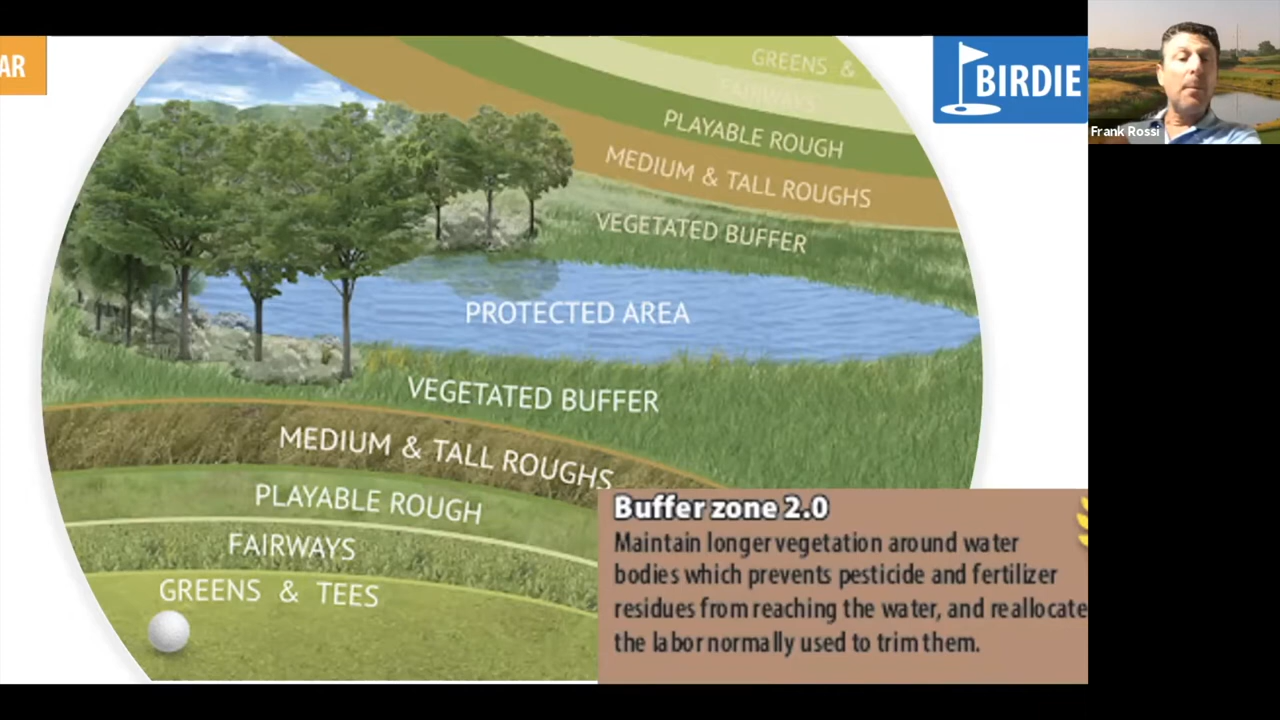 AR
BIRDIE
Frank Rossi
GREENS &
FAIRWAYS
PLAYABLE ROUGH
MEDIUM & TALL ROUGHS
VEGETATED BUFFER
PROTECTED AREA
VEGETATED BUFFER
MEDIUM & TALL ROUGHS
PLAYABLE ROUGH
FAIRWAYS
GREENS & TEES
Buffer zone 2.0
Maintain longer vegetation around water
bodies which prevents pesticide and fertilizer
residues from reaching the water, and reallocate
the labor normally used to trim them.